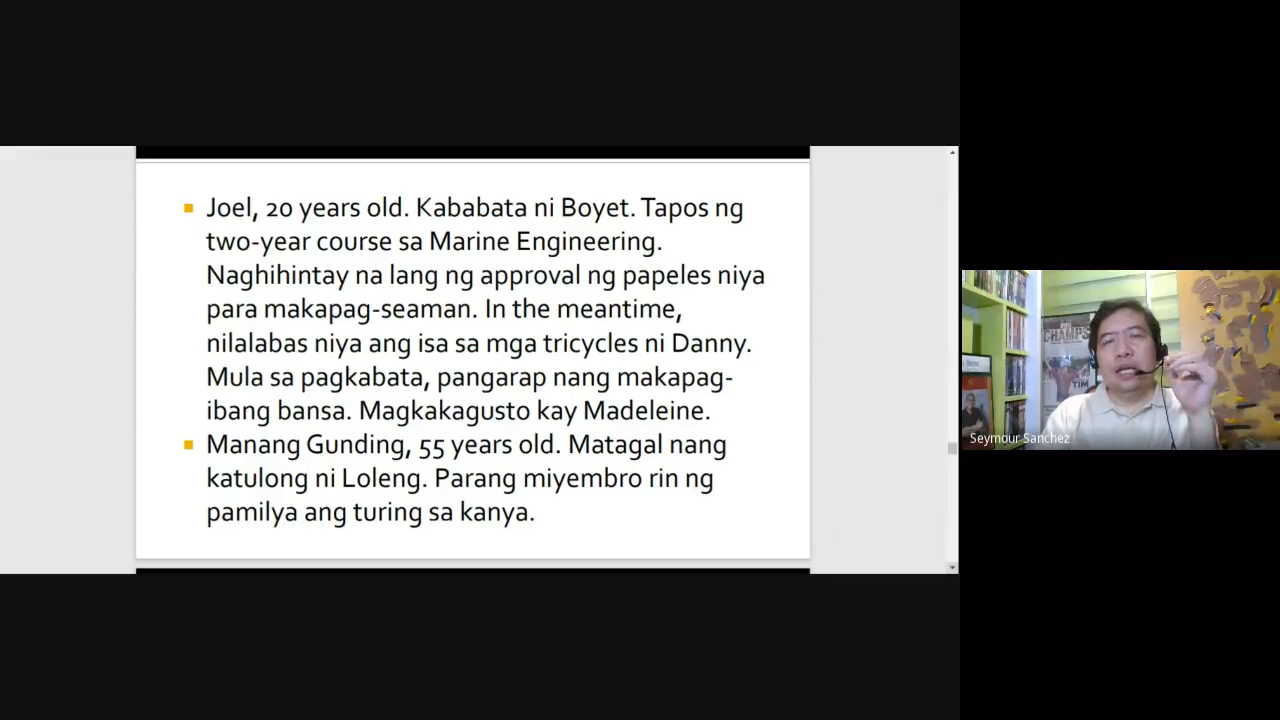 Joel, 20 years old. Kababata ni Boyet. Tapos ng
two-year course sa Marine Engineering.
Naghihintay na lang ng approval ng papeles niya
para makapag-seaman. In the meantime,
nilalabas niya ang isa sa mga tricycles ni Danny.
Mula sa pagkabata, pangarap nang makapag-
ibang bansa. Magkakagusto kay Madeleine.
Manang Gunding, 55 years old. Matagal nang
katulong ni Loleng. Parang miyembro rin ng
pamilya ang turing sa kanya.
CHAMPS
TIM
Seymour Sanchez